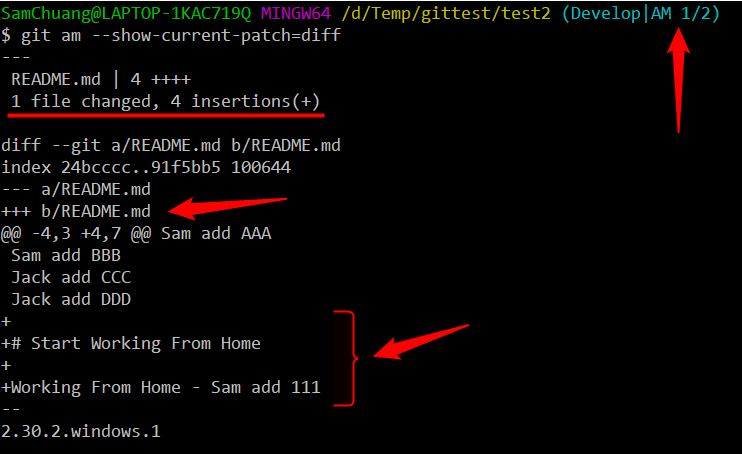 SamChuang@LAPTOP-1KAC719Q MINGW64 /d/Temp/gittest/test2 (Develop|AM 1/2)
$ git am --show-current-patch=diff
---
 README.md | 4 ++++
 1 file changed, 4 insertions(+)

diff --git a/README.md b/README.md
index 24bcccc..91f5bb5 100644
--- a/README.md
+++ b/README.md
@@ -4,3 +4,7 @@ Sam add AAA
 Sam add BBB
 Jack add CCC
 Jack add DDD
+
+# Start Working From Home
+
+Working From Home - Sam add 111
--
2.30.2.windows.1